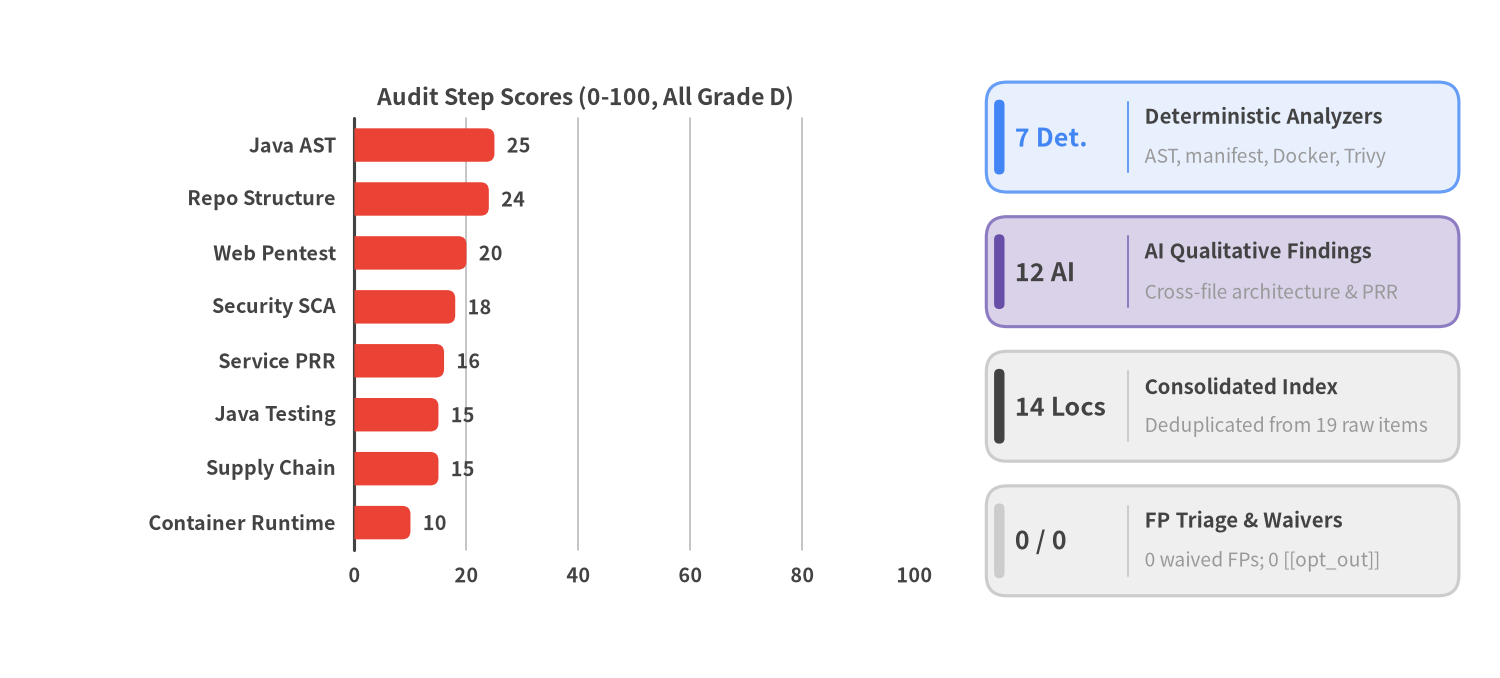 Audit Step Scores (0-100, All Grade D)
Java AST 25
Repo Structure 24
Web Pentest 20
Security SCA 18
Service PRR 16
Java Testing 15
Supply Chain 15
Container Runtime 10
0 20 40 60 80 100
7 Det.
Deterministic Analyzers
AST, manifest, Docker, Trivy
12 AI
AI Qualitative Findings
Cross-file architecture & PRR
14 Locs
Consolidated Index
Deduplicated from 19 raw items
0 / 0
FP Triage & Waivers
0 waived FPs; 0 [[opt_out]]